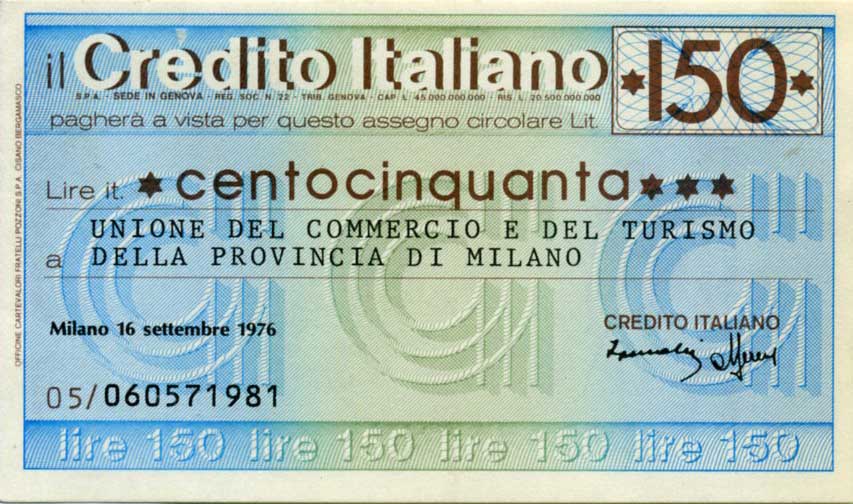 il Credito Italiano
S.P.A. - SEDE IN GENOVA - REG. SOC. N. 22 - TRIB. GENOVA - CAP. L. 45.000.000.000 - RIS. L. 20.500.000.000
pagherà a vista per questo assegno circolare Lit.
*150*
Lire it. *centocinquanta***
UNIONE DEL COMMERCIO E DEL TURISMO
a DELLA PROVINCIA DI MILANO
Milano 16 settembre 1976
CREDITO ITALIANO
05/060571981
lire 150 lire 150 lire 150 lire 150
OFFICINE CARTEVALORI FRATELLI POZZONI S.P.A. CISANO BERGAMASCO